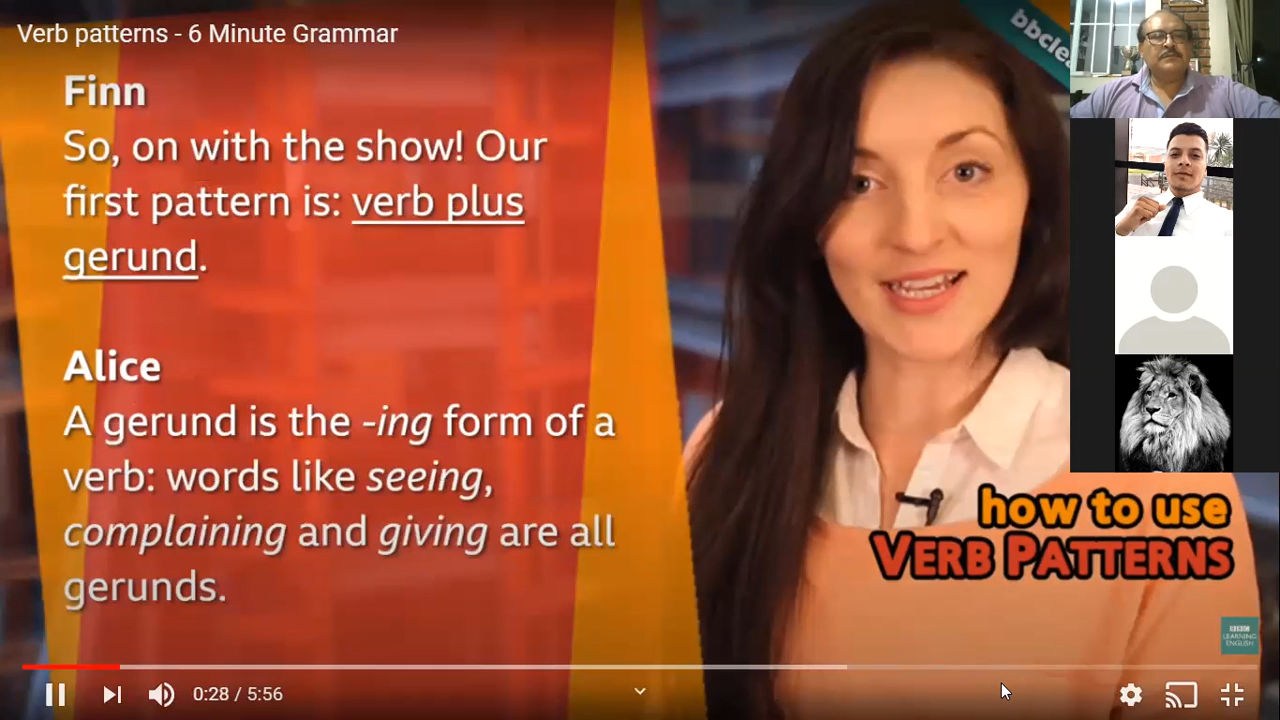 Verb patterns - 6 Minute Grammar
Finn
So, on with the show! Our
first pattern is: verb plus
gerund.
Alice
A gerund is the -ing form of a
verb: words like seeing,
complaining and giving are all
gerunds.
how to use
VERB PATTERNS
BBC
LEARNING
ENGLISH
0:28 / 5:56